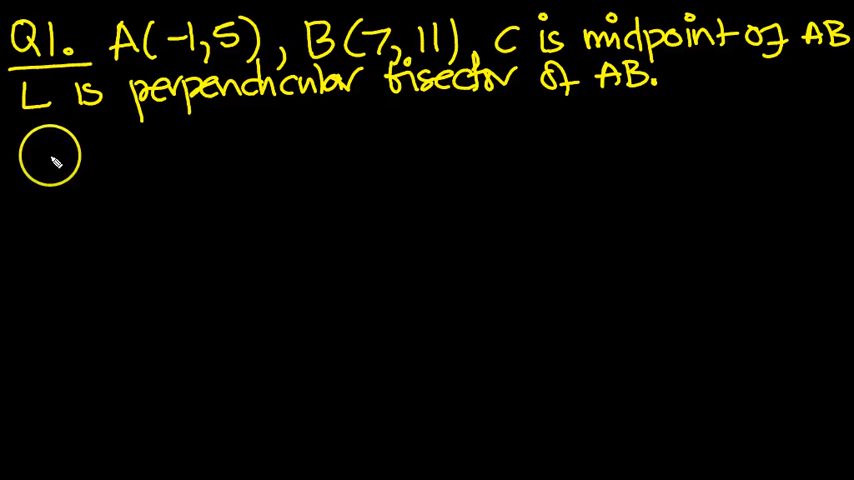 Q1. A(-1,5), B(7,11), C is midpoint of AB
L is perpendicular bisector of AB.